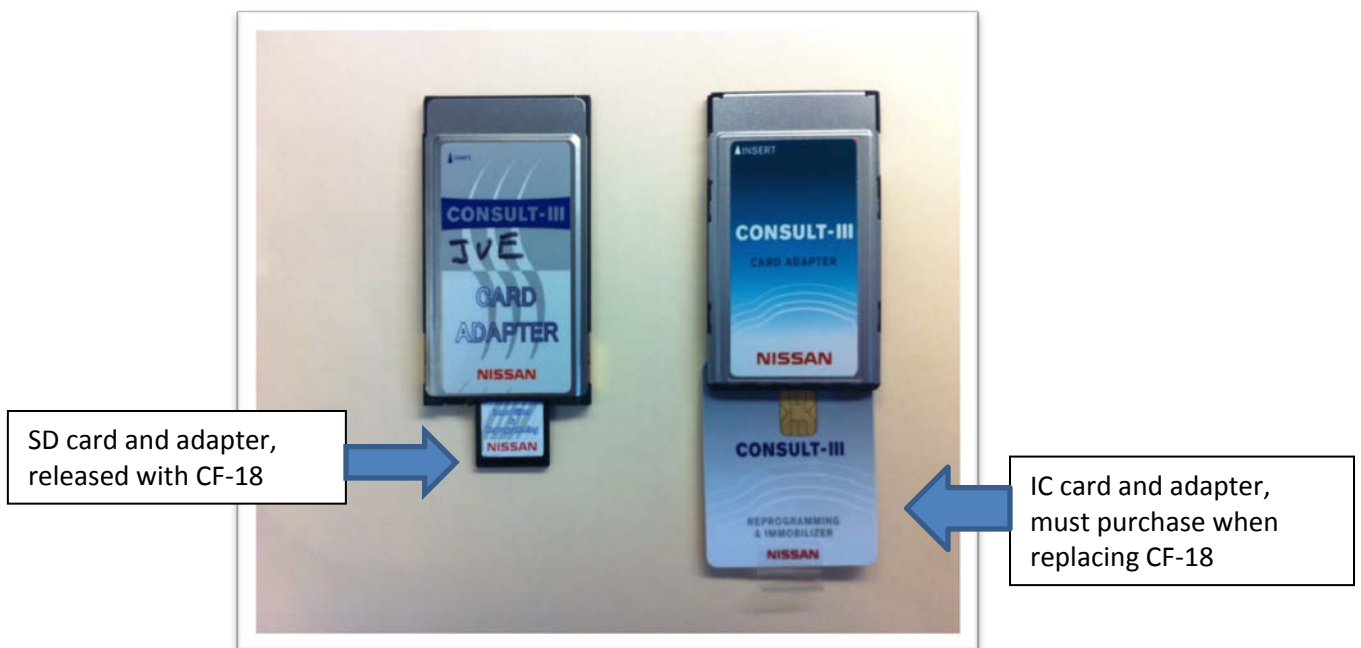 INSERT
CONSULT-III
JVE
CARD
ADAPTER
NISSAN
NISSAN
SD card and adapter,
released with CF-18
INSERT
CONSULT-III
CARD ADAPTER
NISSAN
CONSULT-III
REPROGRAMMING
& IMMOBILIZER
NISSAN
IC card and adapter,
must purchase when
replacing CF-18